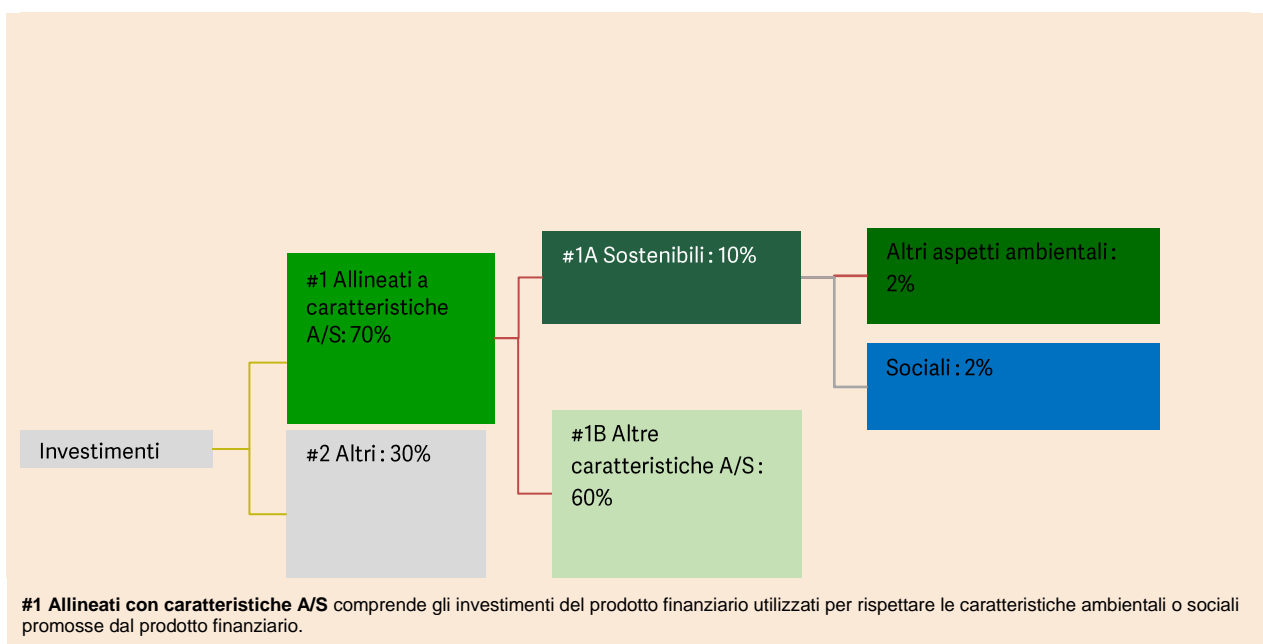 Investimenti
#1 Allineati a
caratteristiche
A/S: 70%
#2 Altri : 30%
#1A Sostenibili : 10%
#1B Altre
caratteristiche A/S :
60%
Altri aspetti ambientali :
2%
Sociali : 2%
#1 Allineati con caratteristiche A/S comprende gli investimenti del prodotto finanziario utilizzati per rispettare le caratteristiche ambientali o sociali
promosse dal prodotto finanziario.